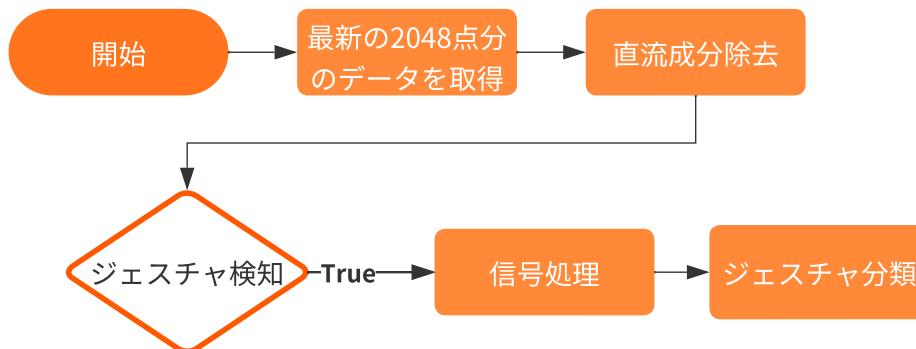 開始
最新の2048点分
のデータを取得
直流成分除去
ジェスチャ検知
True
信号処理
ジェスチャ分類